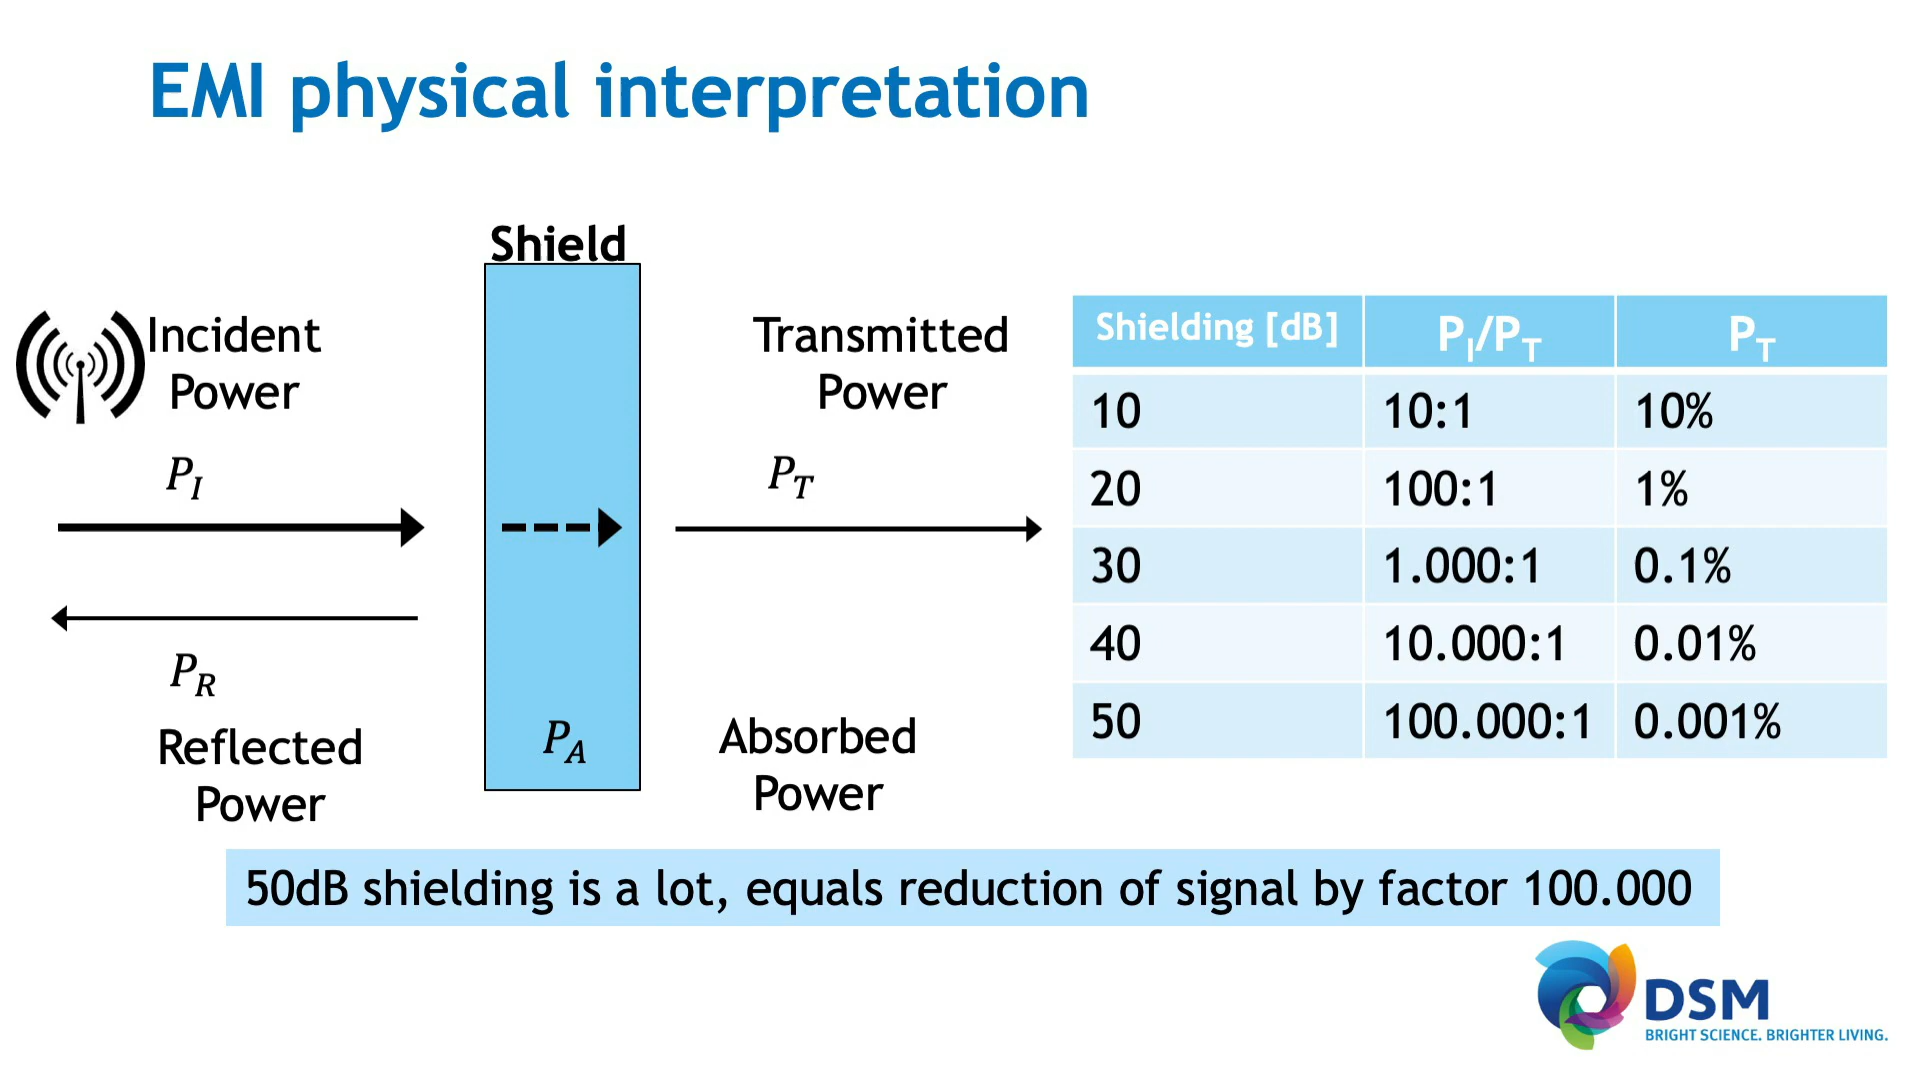 EMI physical interpretation
Shield
Incident
Power
P_I
P_R
Reflected
Power
P_A
Transmitted
Power
P_T
Absorbed
Power
Shielding [dB] P_I/P_T P_T
10 10:1 10%
20 100:1 1%
30 1.000:1 0.1%
40 10.000:1 0.01%
50 100.000:1 0.001%
50dB shielding is a lot, equals reduction of signal by factor 100.000
DSM
BRIGHT SCIENCE. BRIGHTER LIVING.